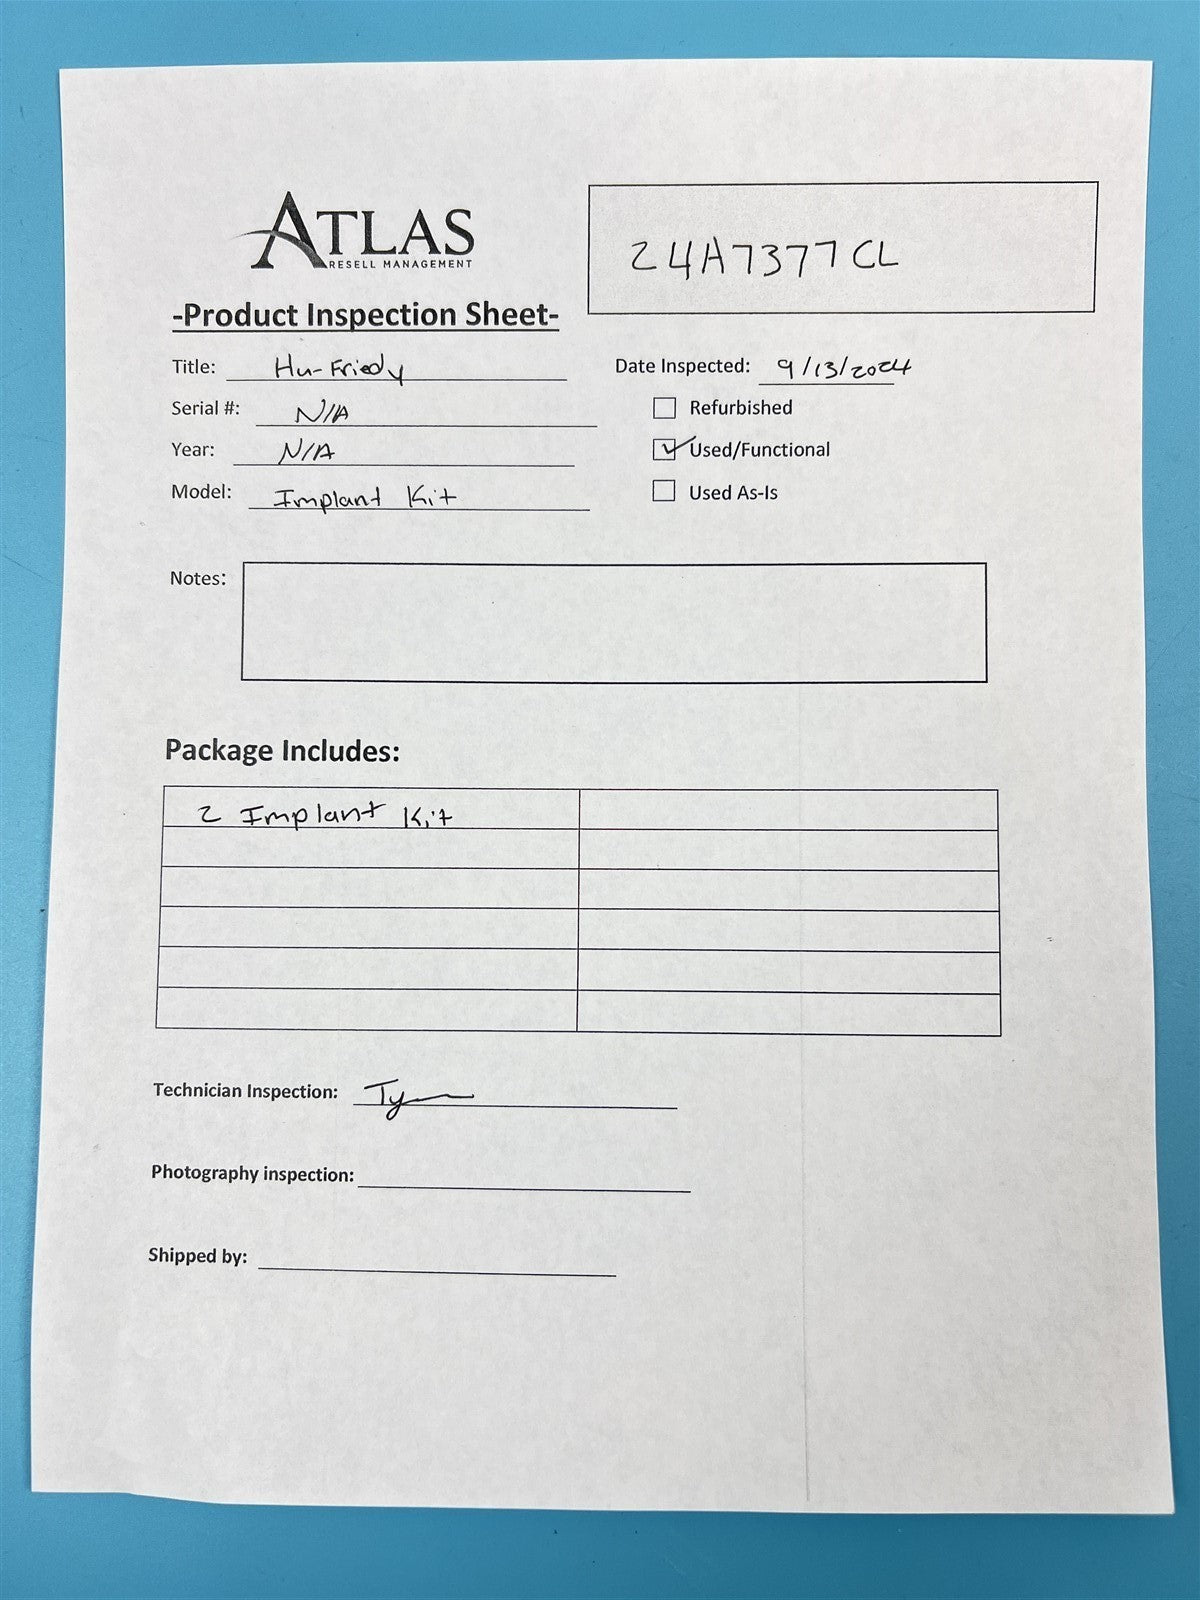 ATLAS
RESELL MANAGEMENT
24A7377CL
-Product Inspection Sheet-
Title: Hu-Friedy
Date Inspected: 9/13/2024
Serial #: N/A
Refurbished
Year: N/A
Used/Functional
Model: Implant Kit
Used As-Is
Notes:
Package Includes:
2 Implant Kit
Technician Inspection:
Photography inspection:
Shipped by: